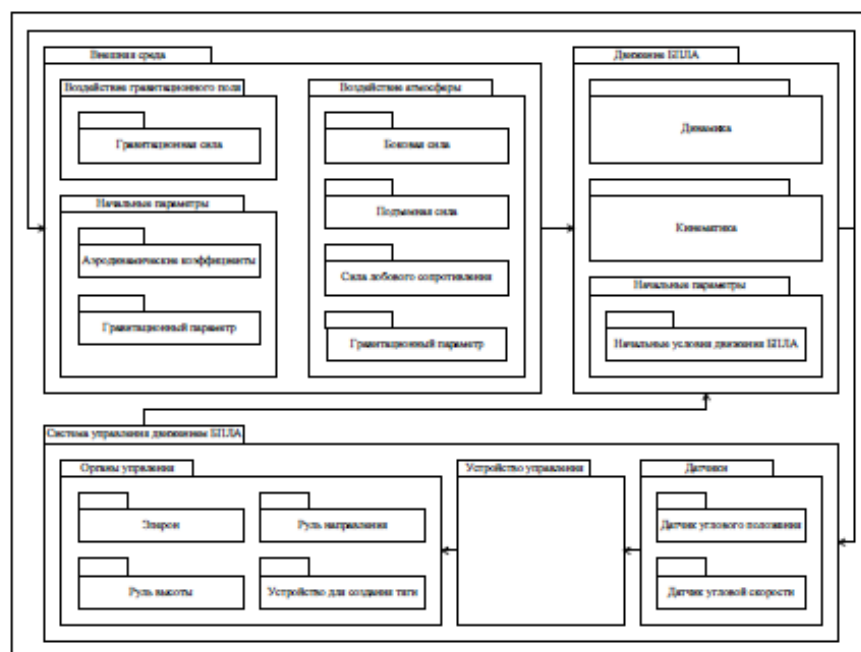 Внешняя среда
Воздействие гравитационного поля
Гравитационная сила
Начальные параметры
Аэродинамические коэффициенты
Гравитационный параметр
Воздействие атмосферы
Боковая сила
Подъемная сила
Сила лобового сопротивления
Гравитационный параметр
Движение БПЛА
Динамика
Кинематика
Начальные параметры
Начальные условия движения БПЛА
Система управления движением БПЛА
Органы упрвления
Элерон
Руль направления
Руль высоты
Устройство для создания тяги
Устройство управления
Датчики
Датчик углового положения
Датчик угловой скорости